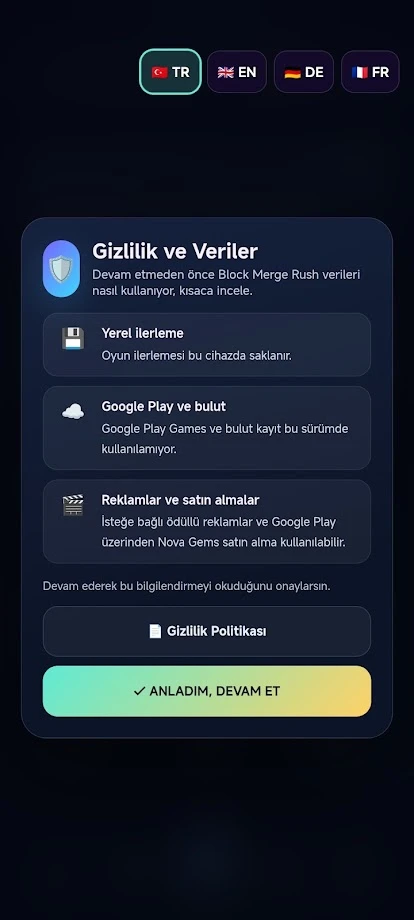 TR
EN
DE
FR
Gizlilik ve Veriler
Devam etmeden önce Block Merge Rush verileri
nasıl kullanıyor, kısaca incele.
Yerel ilerleme
Oyun ilerlemesi bu cihazda saklanır.
Google Play ve bulut
Google Play Games ve bulut kayıt bu sürümde
kullanılamıyor.
Reklamlar ve satın almalar
İsteğe bağlı ödüllü reklamlar ve Google Play
üzerinden Nova Gems satın alma kullanılabilir.
Devam ederek bu bilgilendirmeyi okuduğunu onaylarsın.
Gizlilik Politikası
✓ ANLADIM, DEVAM ET